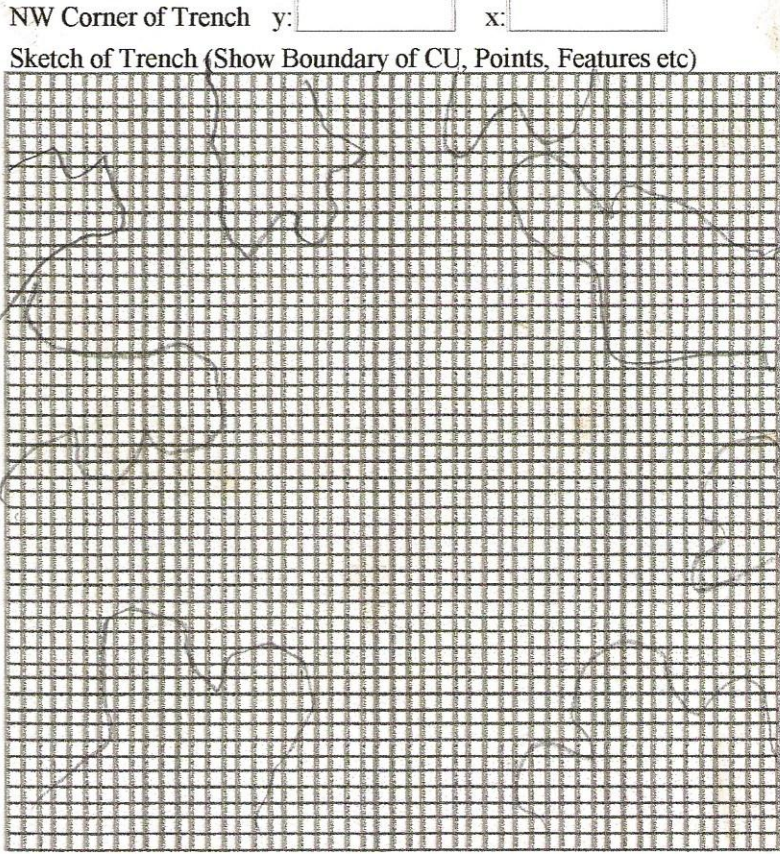 NW Corner of Trench y: x:
Sketch of Trench (Show Boundary of CU, Points, Features etc)